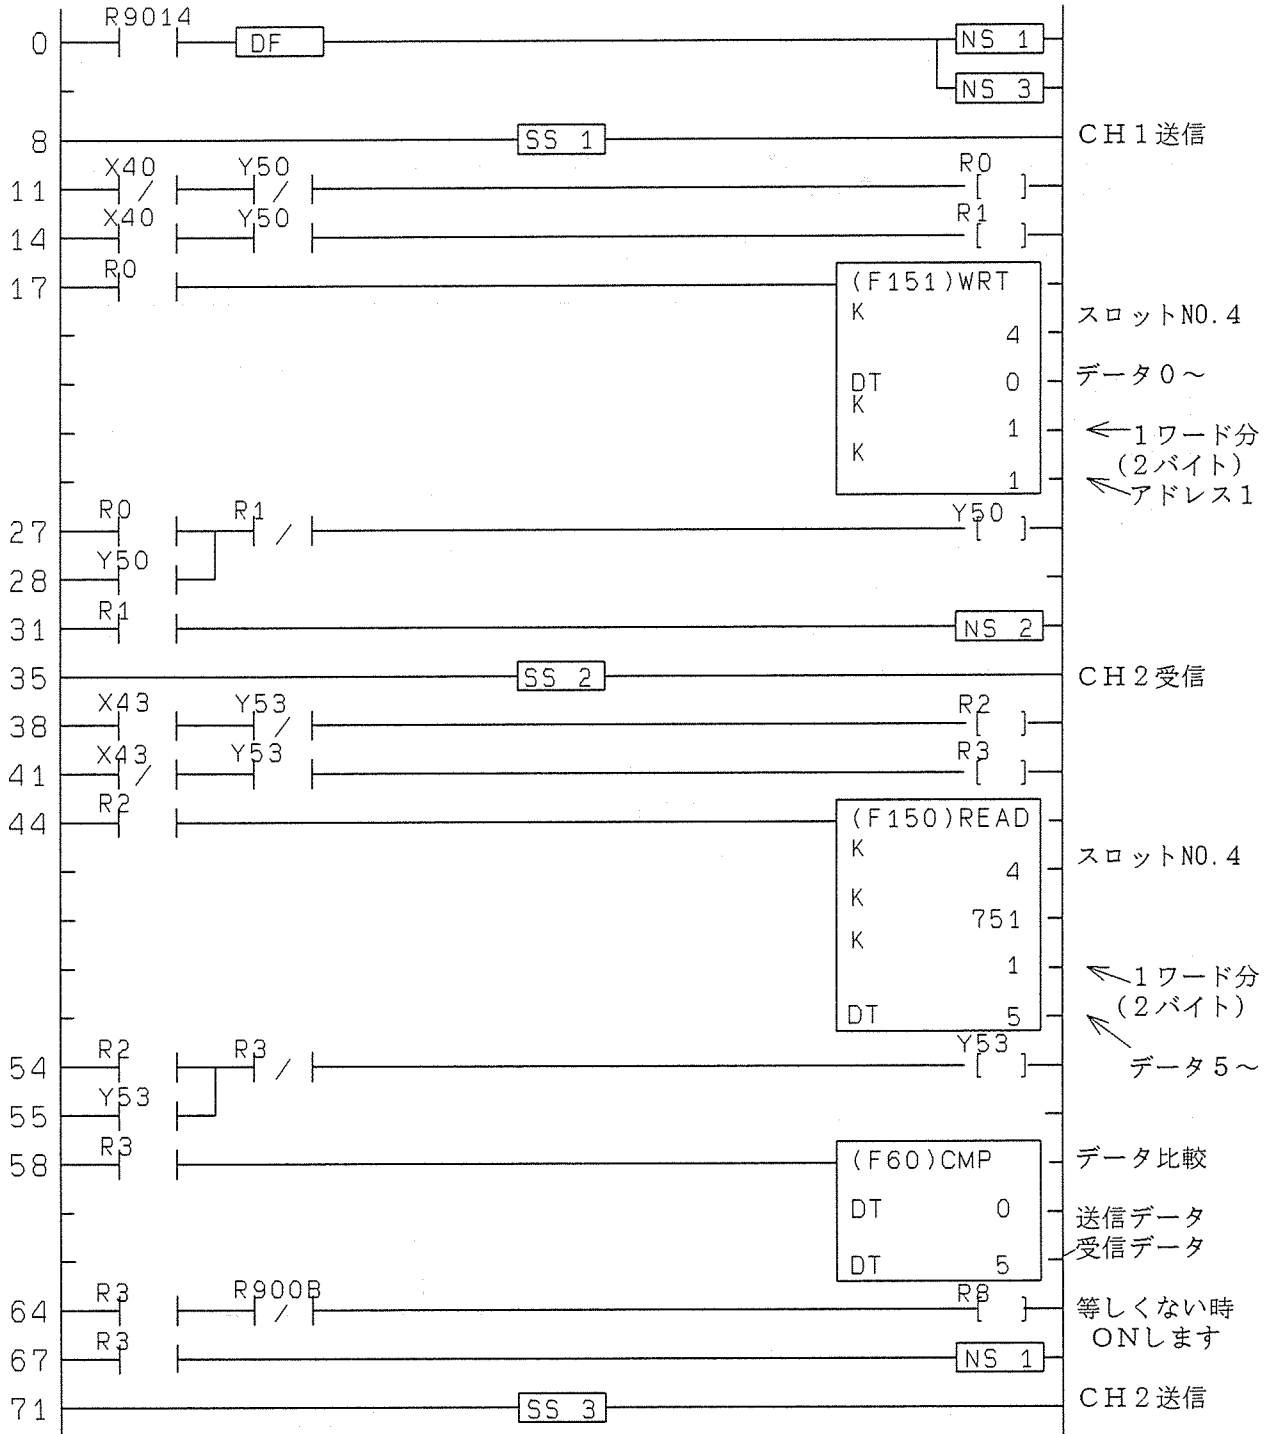 R9014
0 DF NS 1
NS 3
8 SS 1 CH1送信
X40 Y50 R0
11
X40 Y50 R1
14
R0
17 (F151)WRT
K 4 スロットNO.4
DT 0 データ0～
K 1 ←1ワード分
(2バイト)
K 1 アドレス1
R0 R1 Y50
27
Y50
28
R1
31 NS 2
35 SS 2 CH2受信
X43 Y53 R2
38
X43 Y53 R3
41
R2
44 (F150)READ
K 4 スロットNO.4
K 751
K 1 1ワード分
(2バイト)
DT 5 データ5～
R2 R3 Y53
54
Y53
55
R3
58 (F60)CMP データ比較
DT 0 送信データ
DT 5 受信データ
R3 R900B
64 等しくない時
ONします
R3
67 NS 1
71 SS 3 CH2送信